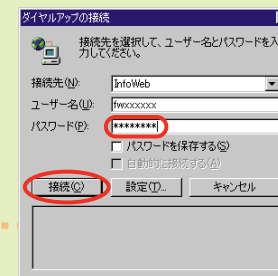 ダイヤルアップの接続
接続先を選択して、ユーザー名とパスワードを入
力してください。
接続先(N): InfoWeb
ユーザー名(U): fwxxxxxx
パスワード(P): ********
パスワードを保存する(S)
自動的に接続する(A)
接続(C) 設定(T)... キャンセル